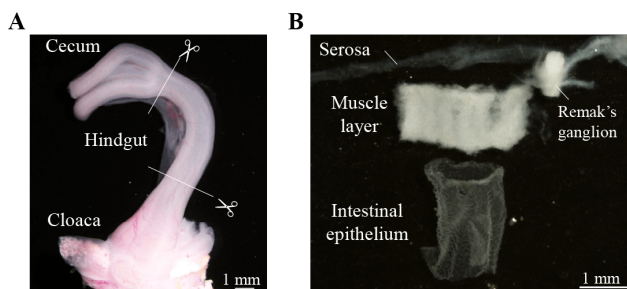 A
Cecum
Hindgut
Cloaca
1 mm
B
Serosa
Muscle
layer
Remak's
ganglion
Intestinal
epithelium
1 mm